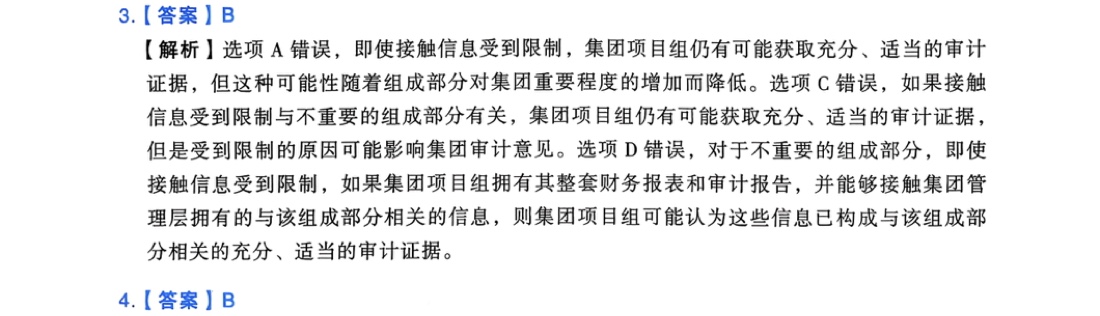 3.【答案】B
【解析】选项 A 错误，即使接触信息受到限制，集团项目组仍有可能获取充分、适当的审计
证据，但这种可能性随着组成部分对集团重要程度的增加而降低。选项 C 错误，如果接触
信息受到限制与不重要的组成部分有关，集团项目组仍有可能获取充分、适当的审计证据，
但是受到限制的原因可能影响集团审计意见。选项 D 错误，对于不重要的组成部分，即使
接触信息受到限制，如果集团项目组拥有其整套财务报表和审计报告，并能够接触集团管
理层拥有的与该组成部分相关的信息，则集团项目组可能认为这些信息已构成与该组成部
分相关的充分、适当的审计证据。
4.【答案】B